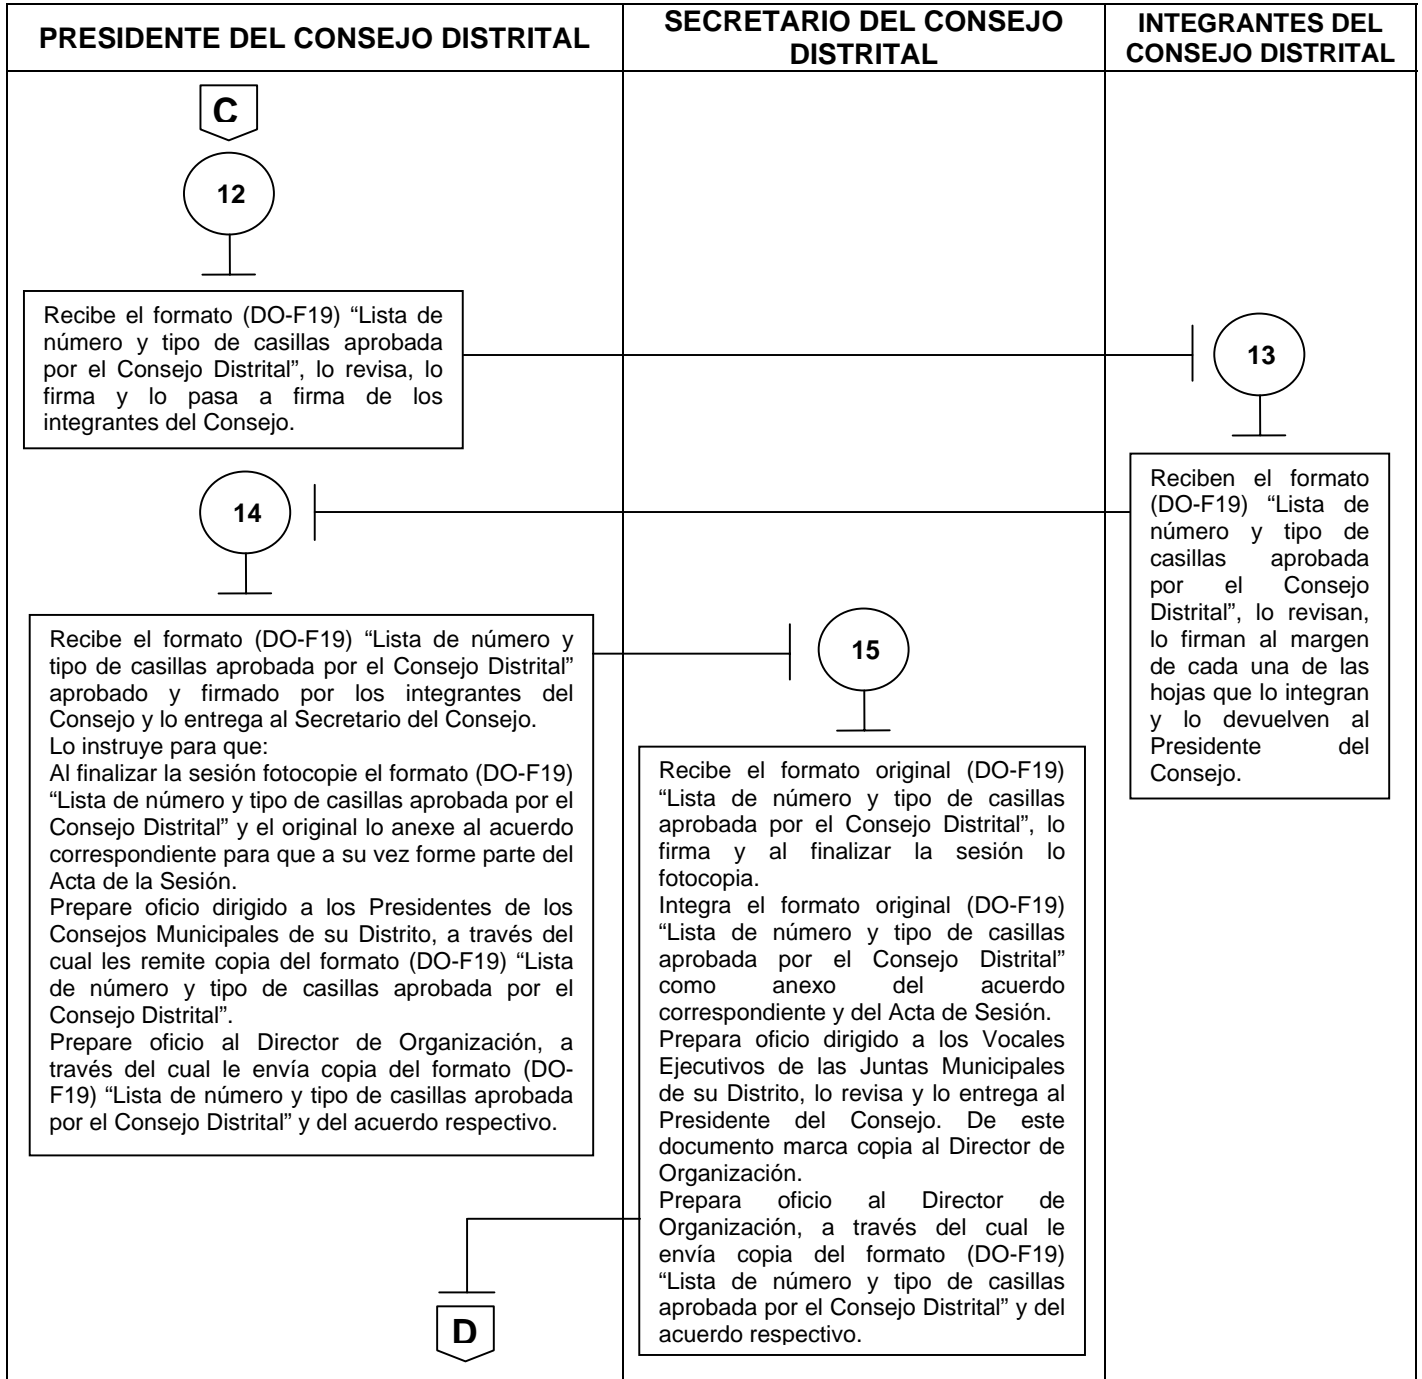 PRESIDENTE DEL CONSEJO DISTRITAL
SECRETARIO DEL CONSEJO
DISTRITAL
INTEGRANTES DEL
CONSEJO DISTRITAL
C
12
Recibe el formato (DO-F19) “Lista de
número y tipo de casillas aprobada
por el Consejo Distrital”, lo revisa, lo
firma y lo pasa a firma de los
integrantes del Consejo.
13
Reciben el formato
(DO-F19) “Lista de
número y tipo de
casillas aprobada
por el Consejo
Distrital”, lo revisan,
lo firman al margen
de cada una de las
hojas que lo integran
y lo devuelven al
Presidente del
Consejo.
14
Recibe el formato (DO-F19) “Lista de número y
tipo de casillas aprobada por el Consejo Distrital”
aprobado y firmado por los integrantes del
Consejo y lo entrega al Secretario del Consejo.
Lo instruye para que:
Al finalizar la sesión fotocopie el formato (DO-F19)
“Lista de número y tipo de casillas aprobada por el
Consejo Distrital” y el original lo anexe al acuerdo
correspondiente para que a su vez forme parte del
Acta de la Sesión.
Prepare oficio dirigido a los Presidentes de los
Consejos Municipales de su Distrito, a través del
cual les remite copia del formato (DO-F19) “Lista
de número y tipo de casillas aprobada por el
Consejo Distrital”.
Prepare oficio al Director de Organización, a
través del cual le envía copia del formato (DO-
F19) “Lista de número y tipo de casillas aprobada
por el Consejo Distrital” y del acuerdo respectivo.
15
Recibe el formato original (DO-F19)
“Lista de número y tipo de casillas
aprobada por el Consejo Distrital”, lo
firma y al finalizar la sesión lo
fotocopia.
Integra el formato original (DO-F19)
“Lista de número y tipo de casillas
aprobada por el Consejo Distrital”
como anexo del acuerdo
correspondiente y del Acta de Sesión.
Prepara oficio dirigido a los Vocales
Ejecutivos de las Juntas Municipales
de su Distrito, lo revisa y lo entrega al
Presidente del Consejo. De este
documento marca copia al Director de
Organización.
Prepara oficio al Director de
Organización, a través del cual le
envía copia del formato (DO-F19)
“Lista de número y tipo de casillas
aprobada por el Consejo Distrital” y del
acuerdo respectivo.
D